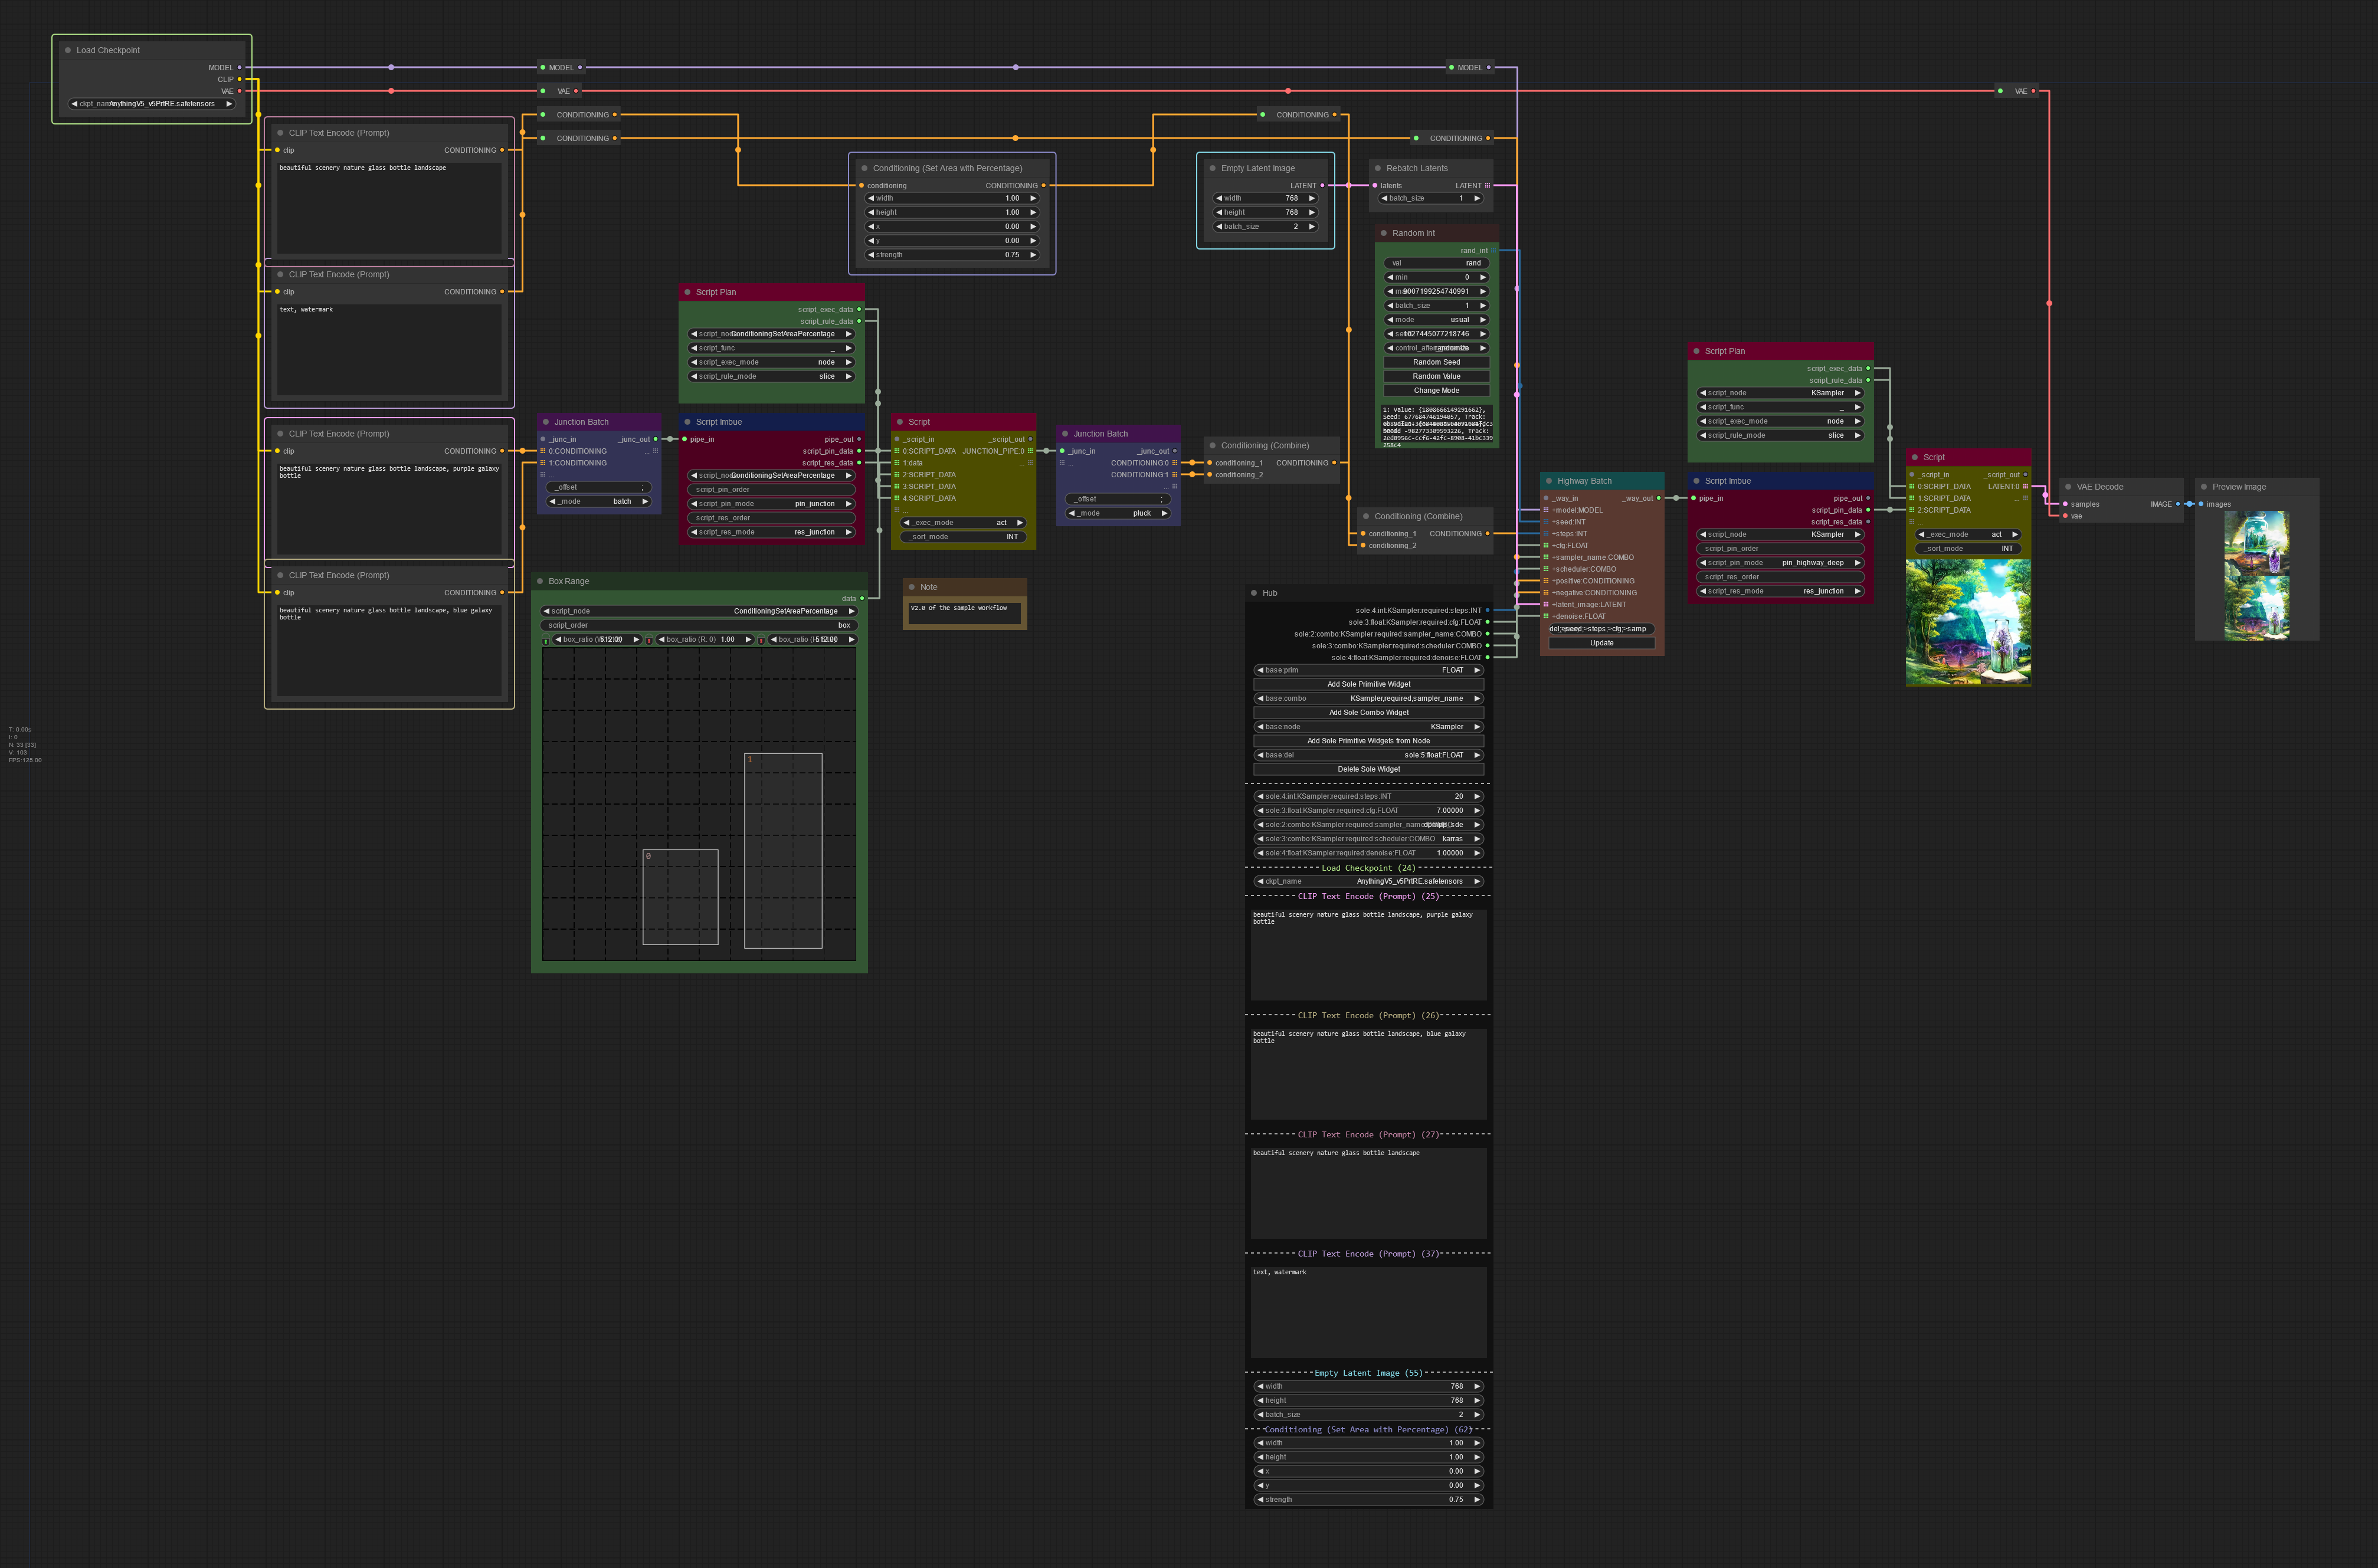 Load Checkpoint
MODEL
CLIP
VAE
AnythingV5_v5PrtRE.safetensors
MODEL
VAE
CONDITIONING
CONDITIONING
MODEL
VAE
CONDITIONING
CONDITIONING
CLIP Text Encode (Prompt)
clip CONDITIONING
beautiful scenery nature glass bottle landscape
CLIP Text Encode (Prompt)
clip CONDITIONING
text, watermark
CLIP Text Encode (Prompt)
clip CONDITIONING
beautiful scenery nature glass bottle landscape, purple galaxy
bottle
CLIP Text Encode (Prompt)
clip CONDITIONING
beautiful scenery nature glass bottle landscape, blue galaxy
bottle
T: 0.00s
I: 0
N: 33 [33]
V: 103
FPS:125.00
Conditioning (Set Area with Percentage)
conditioning CONDITIONING
width 1.00
height 1.00
x 0.00
y 0.00
strength 0.75
Empty Latent Image
LATENT
width 768
height 768
batch_size 2
Rebatch Latents
latents LATENT
batch_size 1
Random Int
rand_int
val rand
min 0
9007199254740991
batch_size 1
mode usual
1027445077218746
randomize
Random Seed
Random Value
Change Mode
1: Value: {1808666149291662},
Seed: 677684746194057, Track:
Seed: -9827733095​93226, Track:
2ed8956c-ccf6-42fc-8908-41bc339
258c4
Script Plan
script_exec_data
script_rule_data
ConditioningSetAreaPercentage
script_func _
script_exec_mode node
script_rule_mode slice
Junction Batch
_junc_in _junc_out
0:CONDITIONING ...
1:CONDITIONING
...
_offset ;
_mode batch
Script Imbue
pipe_in pipe_out
script_pin_data
script_res_data
ConditioningSetAreaPercentage
script_pin_order
script_pin_mode pin_junction
script_res_order
script_res_mode res_junction
Script
_script_in _script_out
0:SCRIPT_DATA JUNCTION_PIPE:0
1:data ...
2:SCRIPT_DATA
3:SCRIPT_DATA
4:SCRIPT_DATA
...
_exec_mode act
_sort_mode INT
Junction Batch
_junc_in _junc_out
... CONDITIONING:0
CONDITIONING:1
...
_offset ;
_mode pluck
Conditioning (Combine)
conditioning_1 CONDITIONING
conditioning_2
Conditioning (Combine)
conditioning_1 CONDITIONING
conditioning_2
Box Range
data
script_node ConditioningSetAreaPercentage
script_order box
box_ratio (R: 0) 1.00
1
0
Note
V2.0 of the sample workflow
Hub
sole:4:int:KSampler:required:steps:INT
sole:3:float:KSampler:required:cfg:FLOAT
sole:2:combo:KSampler:required:sampler_name:COMBO
sole:3:combo:KSampler:required:scheduler:COMBO
sole:4:float:KSampler:required:denoise:FLOAT
base:prim FLOAT
Add Sole Primitive Widget
base:combo KSampler,required,sampler_name
Add Sole Combo Widget
base:node KSampler
Add Sole Primitive Widgets from Node
base:del sole:5:float:FLOAT
Delete Sole Widget
sole:4:int:KSampler:required:steps:INT 20
sole:3:float:KSampler:required:cfg:FLOAT 7.00000
sole:2:combo:KSampler:required:sampler_name
sole:3:combo:KSampler:required:scheduler:COMBO karras
sole:4:float:KSampler:required:denoise:FLOAT 1.00000
Load Checkpoint (24)
ckpt_name AnythingV5_v5PrtRE.safetensors
CLIP Text Encode (Prompt) (25)
beautiful scenery nature glass bottle landscape, purple galaxy
bottle
CLIP Text Encode (Prompt) (26)
beautiful scenery nature glass bottle landscape, blue galaxy
bottle
CLIP Text Encode (Prompt) (27)
beautiful scenery nature glass bottle landscape
CLIP Text Encode (Prompt) (37)
text, watermark
Empty Latent Image (55)
width 768
height 768
batch_size 2
Conditioning (Set Area with Percentage) (62)
width 1.00
height 1.00
x 0.00
y 0.00
strength 0.75
Highway Batch
_way_in _way_out
+model:MODEL
+seed:INT
+steps:INT
+cfg:FLOAT
+sampler_name:COMBO
+scheduler:COMBO
+positive:CONDITIONING
+negative:CONDITIONING
+latent_image:LATENT
+denoise:FLOAT
Update
Script Plan
script_exec_data
script_rule_data
script_node KSampler
script_func _
script_exec_mode node
script_rule_mode slice
Script Imbue
pipe_in pipe_out
script_pin_data
script_res_data
script_node KSampler
script_pin_order
script_pin_mode pin_highway_deep
script_res_order
script_res_mode res_junction
Script
_script_in _script_out
0:SCRIPT_DATA LATENT:0
1:SCRIPT_DATA ...
2:SCRIPT_DATA
...
_exec_mode act
_sort_mode INT
VAE Decode
samples IMAGE
vae
Preview Image
images